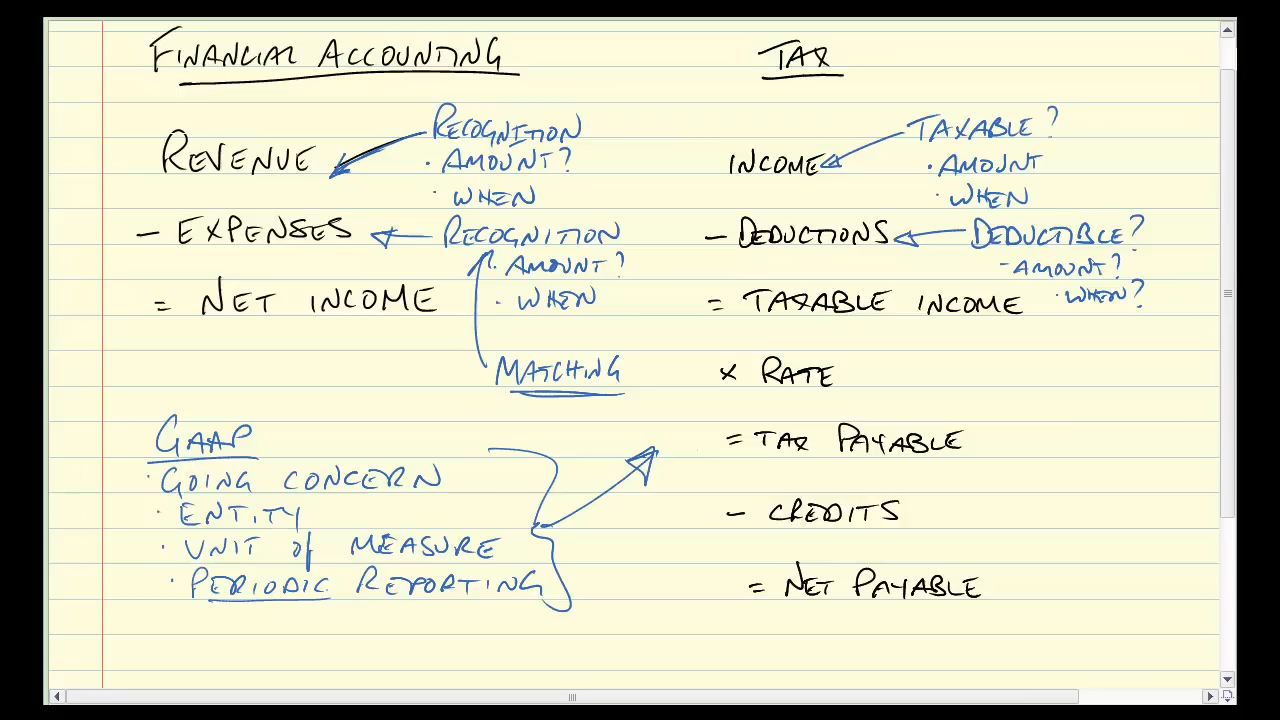 FINANCIAL ACCOUNTING
REVENUE
RECOGNITION
· AMOUNT?
· WHEN
- EXPENSES
RECOGNITION
· AMOUNT?
· WHEN
= NET INCOME
MATCHING
GAAP
· GOING CONCERN
· ENTITY
· UNIT of MEASURE
· PERIODIC REPORTING
TAX
INCOME
TAXABLE?
· AMOUNT
· WHEN
- DEDUCTIONS
DEDUCTIBLE?
- AMOUNT?
· WHEN?
= TAXABLE INCOME
x RATE
= TAX PAYABLE
- CREDITS
= NET PAYABLE